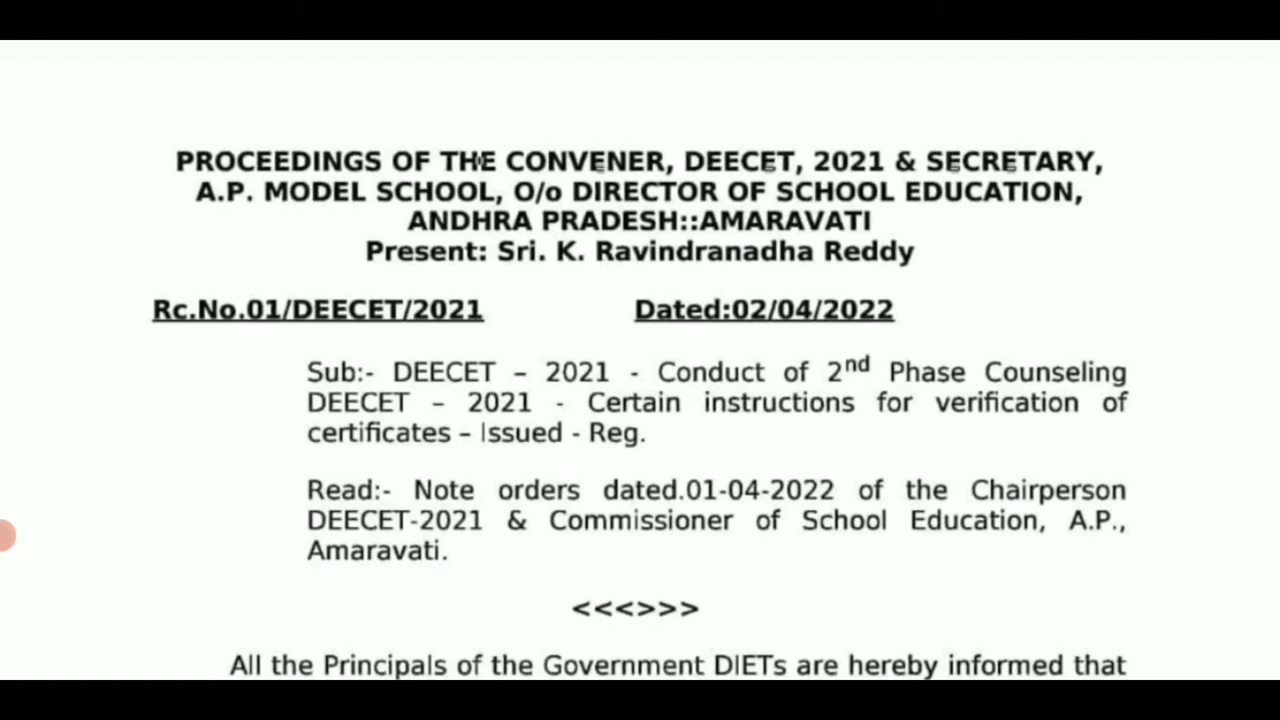 PROCEEDINGS OF THE CONVENER, DEECET, 2021 & SECRETARY,
A.P. MODEL SCHOOL, O/o DIRECTOR OF SCHOOL EDUCATION,
ANDHRA PRADESH::AMARAVATI
Present: Sri. K. Ravindranadha Reddy
Rc.No.01/DEECET/2021 Dated:02/04/2022
Sub:- DEECET – 2021 - Conduct of 2nd Phase Counseling
DEECET – 2021 - Certain instructions for verification of
certificates – Issued - Reg.
Read:- Note orders dated.01-04-2022 of the Chairperson
DEECET-2021 & Commissioner of School Education, A.P.,
Amaravati.
<<<>>>
All the Principals of the Government DIETs are hereby informed that